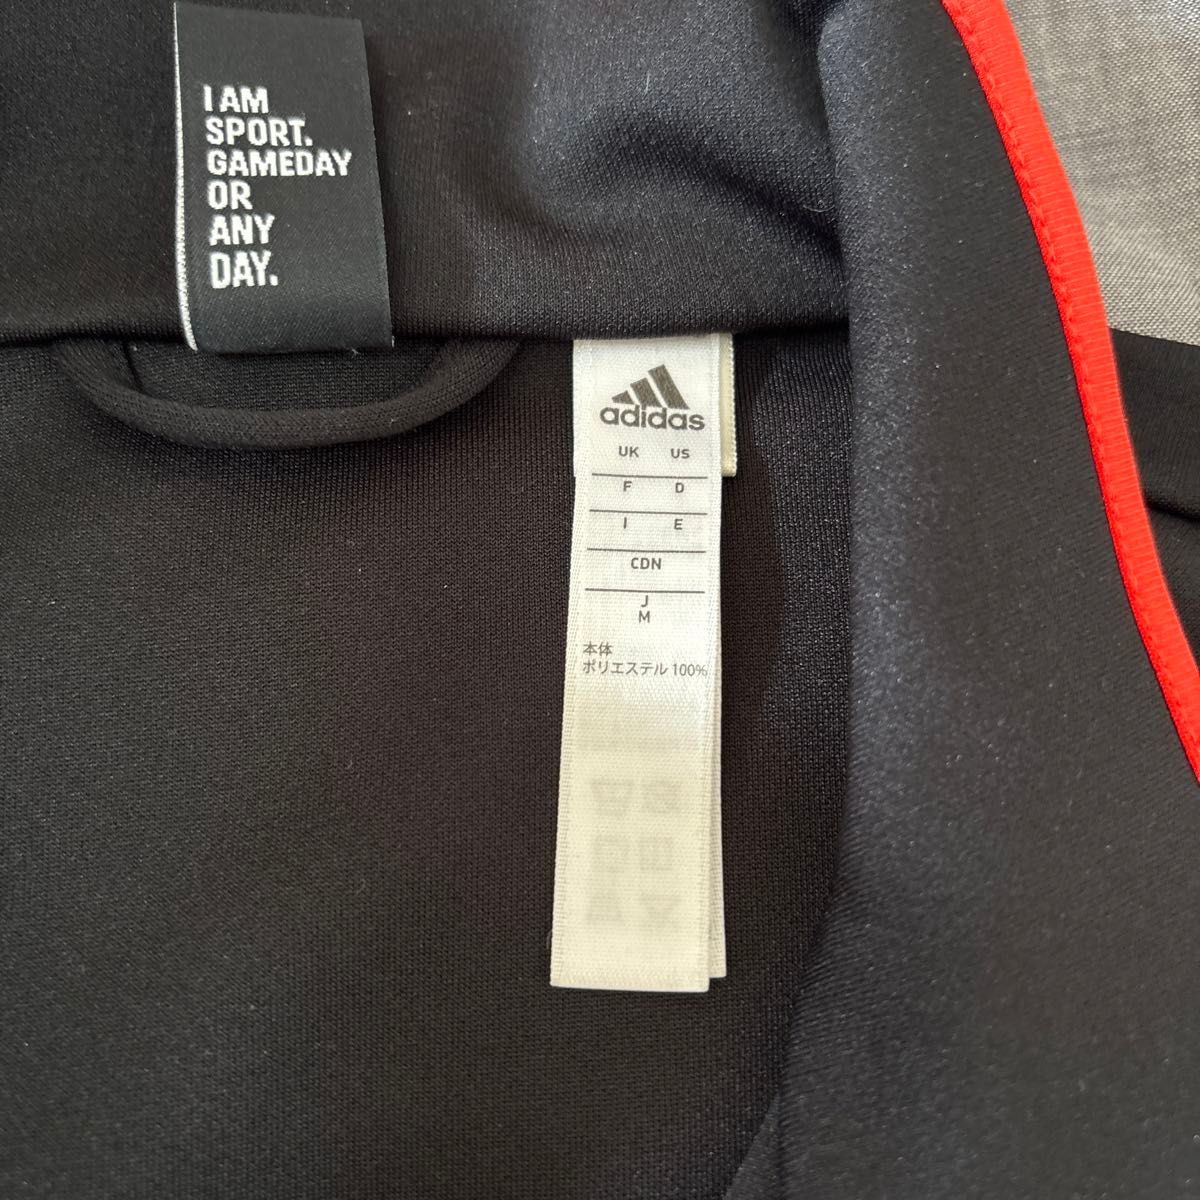 I AM
SPORT.
GAMEDAY
OR
ANY
DAY.
adidas
UK US
F D
I E
CDN
J
M
本体
ポリエステル 100%